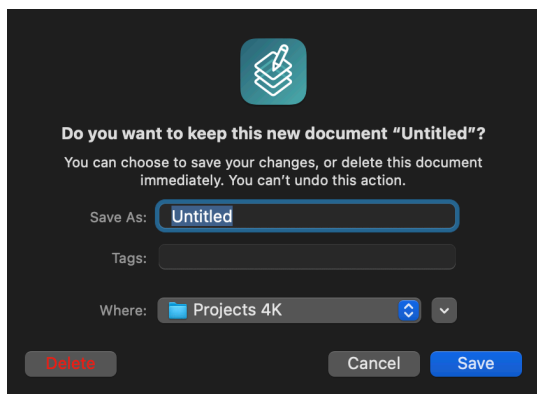 Do you want to keep this new document “Untitled”?
You can choose to save your changes, or delete this document
immediately. You can’t undo this action.
Save As: Untitled
Tags:
Where: Projects 4K
Delete Cancel Save